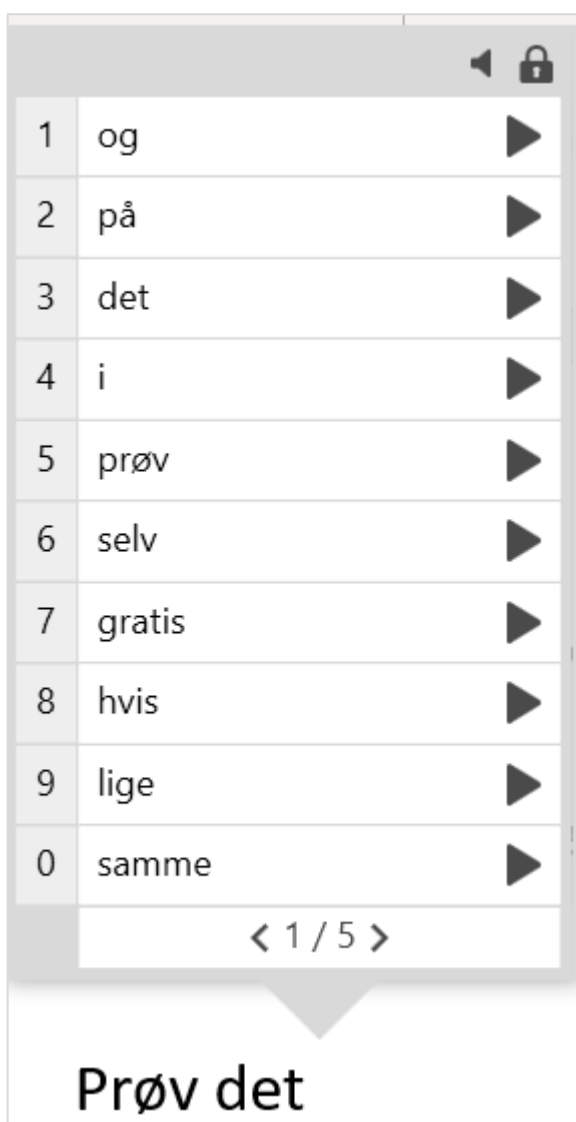 1 og
2 på
3 det
4 i
5 prøv
6 selv
7 gratis
8 hvis
9 lige
0 samme
1 / 5
Prøv det